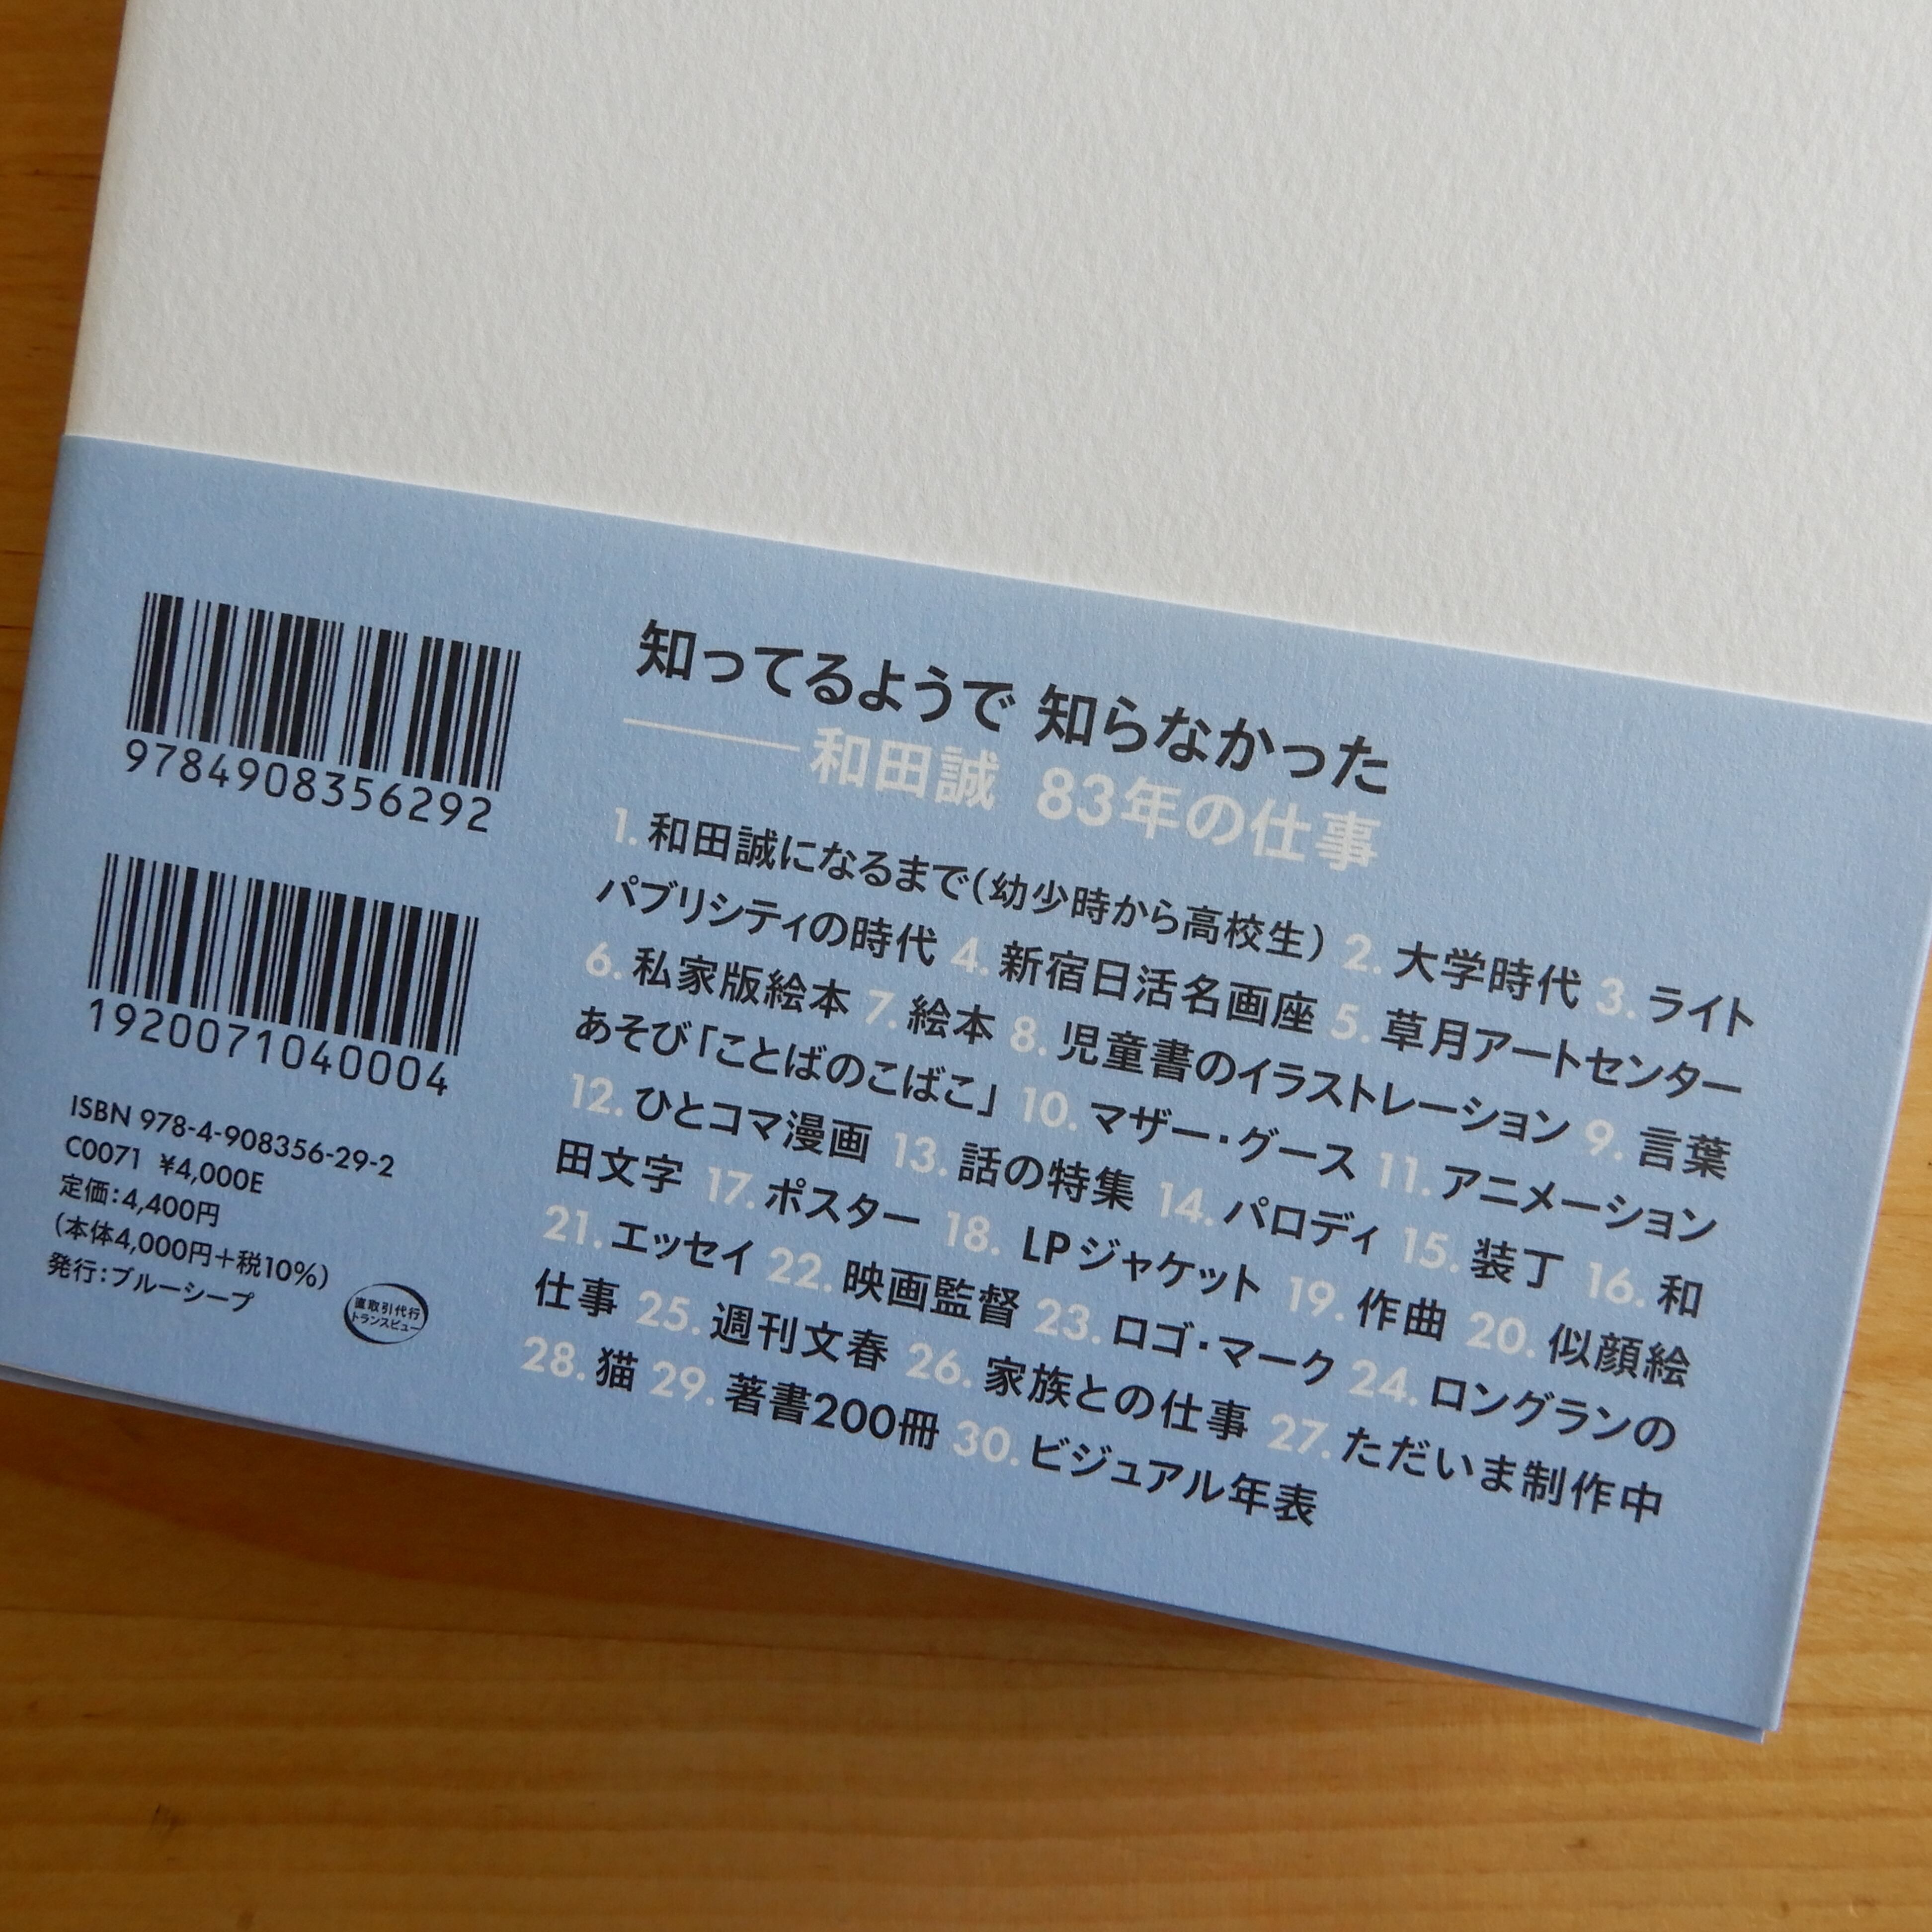 9784908356292
1920071040004
ISBN 978-4-908356-29-2
C0071 ¥4,000E
定価：4,400円
（本体4,000円＋税10%）
発行：ブルーシープ
直取引代行
トランスビュー
知ってるようで 知らなかった
――和田誠 83年の仕事
1. 和田誠になるまで（幼少時から高校生） 2. 大学時代 3. ライト
パブリシティの時代 4. 新宿日活名画座 5. 草月アートセンター
6. 私家版絵本 7. 絵本 8. 児童書のイラストレーション 9. 言葉
あそび「ことばのこばこ」 10. マザー・グース 11. アニメーション
12. ひとコマ漫画 13. 話の特集 14. パロディ 15. 装丁 16. 和
田文字 17. ポスター 18. LPジャケット 19. 作曲 20. 似顔絵
21. エッセイ 22. 映画監督 23. ロゴ・マーク 24. ロングランの
仕事 25. 週刊文春 26. 家族との仕事 27. ただいま制作中
28. 猫 29. 著書200冊 30. ビジュアル年表